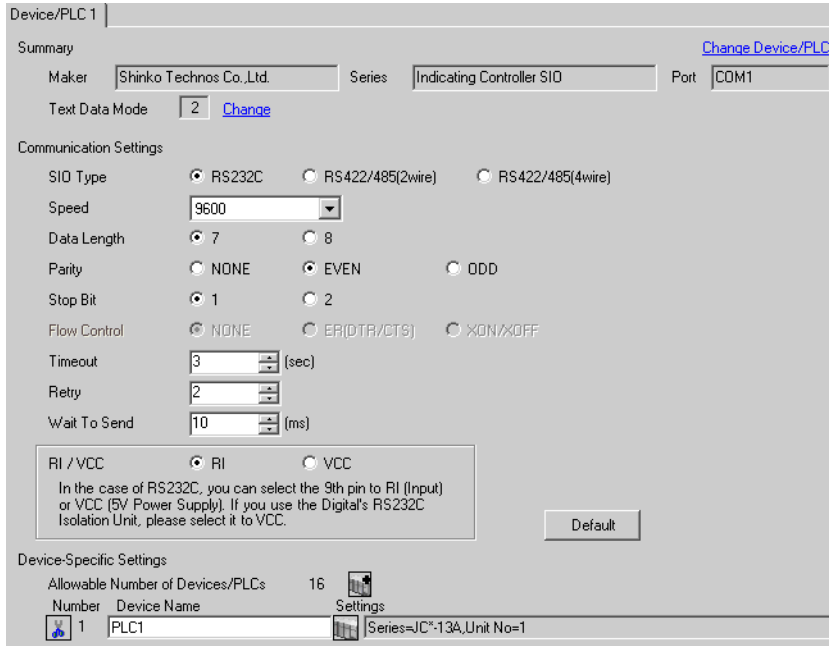 Device/PLC 1
Summary Change Device/PLC
Maker Shinko Technos Co.,Ltd. Series Indicating Controller SIO Port COM1
Text Data Mode 2 Change
Communication Settings
SIO Type RS232C RS422/485(2wire) RS422/485(4wire)
Speed 9600
Data Length 7 8
Parity NONE EVEN ODD
Stop Bit 1 2
Flow Control NONE ER(DTR/CTS) XON/XOFF
Timeout 3 (sec)
Retry 2
Wait To Send 10 (ms)
RI / VCC RI VCC
In the case of RS232C, you can select the 9th pin to RI (Input)
or VCC (5V Power Supply). If you use the Digital's RS232C
Isolation Unit, please select it to VCC.
Default
Device-Specific Settings
Allowable Number of Devices/PLCs 16
Number Device Name Settings
1 PLC1 Series=JC*-13A,Unit No=1